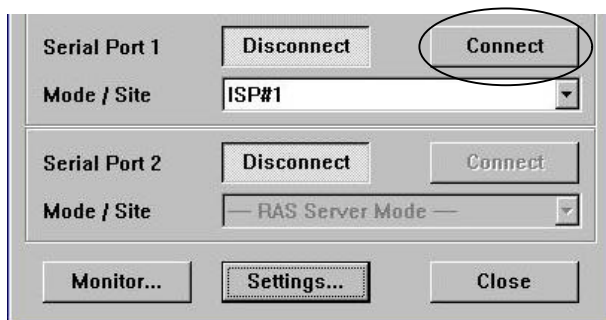 Serial Port 1 Disconnect Connect
Mode / Site ISP#1
Serial Port 2 Disconnect Connect
Mode / Site — RAS Server Mode —
Monitor... Settings... Close